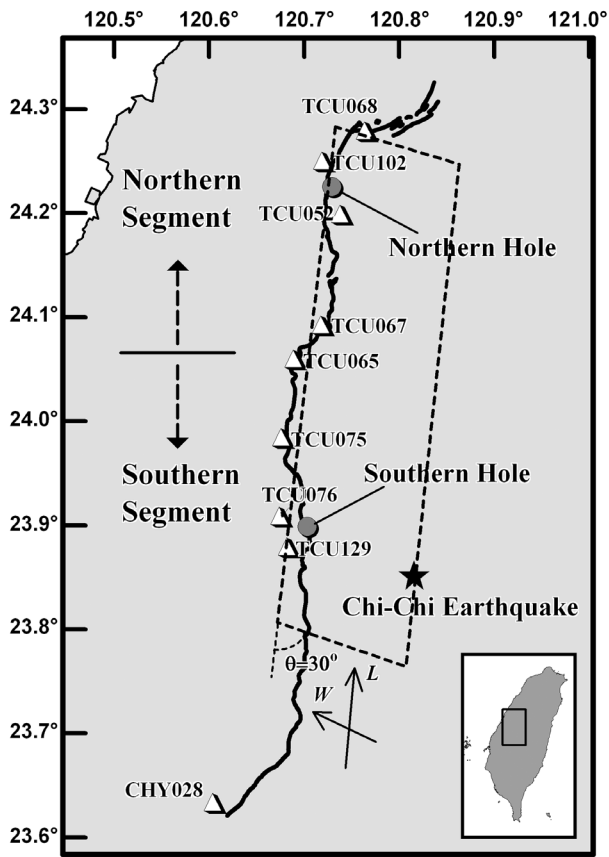 120.5° 120.6° 120.7° 120.8° 120.9° 121.0°
24.3°
TCU068
TCU102
Northern
Segment
24.2°
TCU052
Northern Hole
24.1°
TCU067
TCU065
24.0°
TCU075
Southern
Segment
Southern Hole
TCU076
23.9°
TCU129
Chi-Chi Earthquake
23.8°
θ=30°
L
W
23.7°
CHY028
23.6°